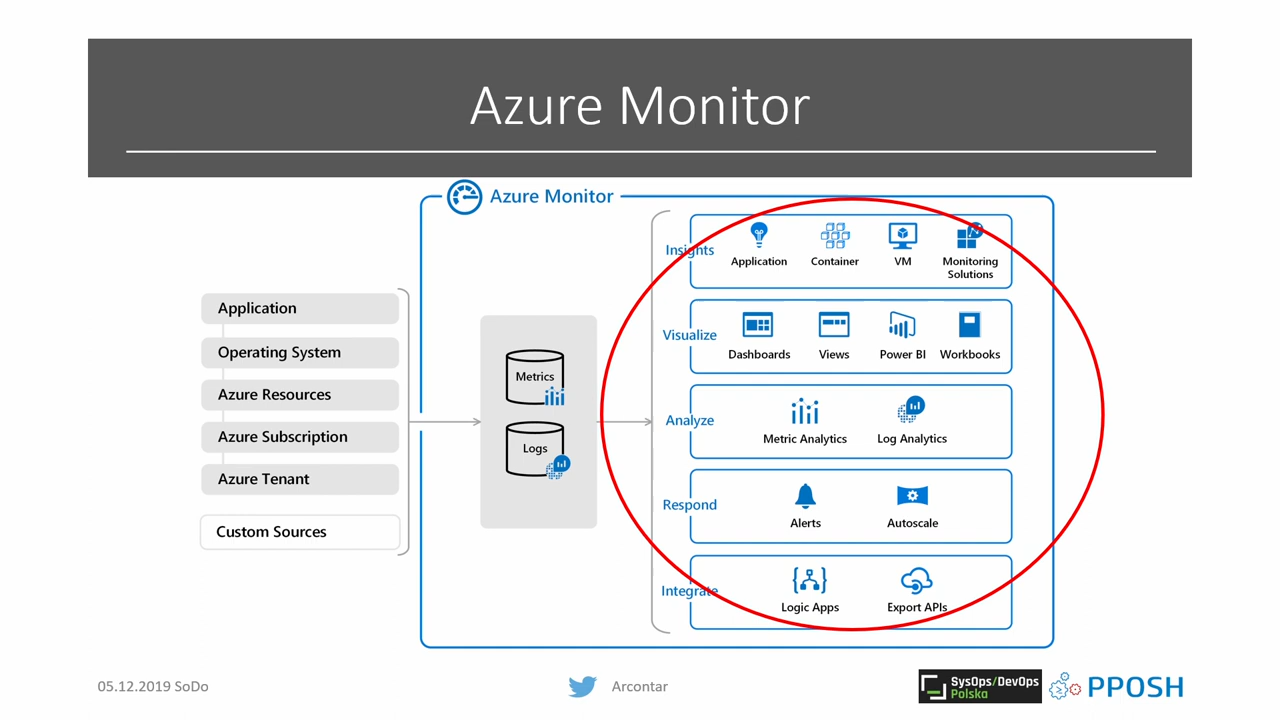 Azure Monitor
Azure Monitor
Application
Operating System
Azure Resources
Azure Subscription
Azure Tenant
Custom Sources
Metrics
Logs
Insights
Application
Container
VM
Monitoring
Solutions
Visualize
Dashboards
Views
Power BI
Workbooks
Analyze
Metric Analytics
Log Analytics
Respond
Alerts
Autoscale
Integrate
Logic Apps
Export APIs
05.12.2019 SoDo
Arcontar
SysOps/DevOps
Polska
PPOSH